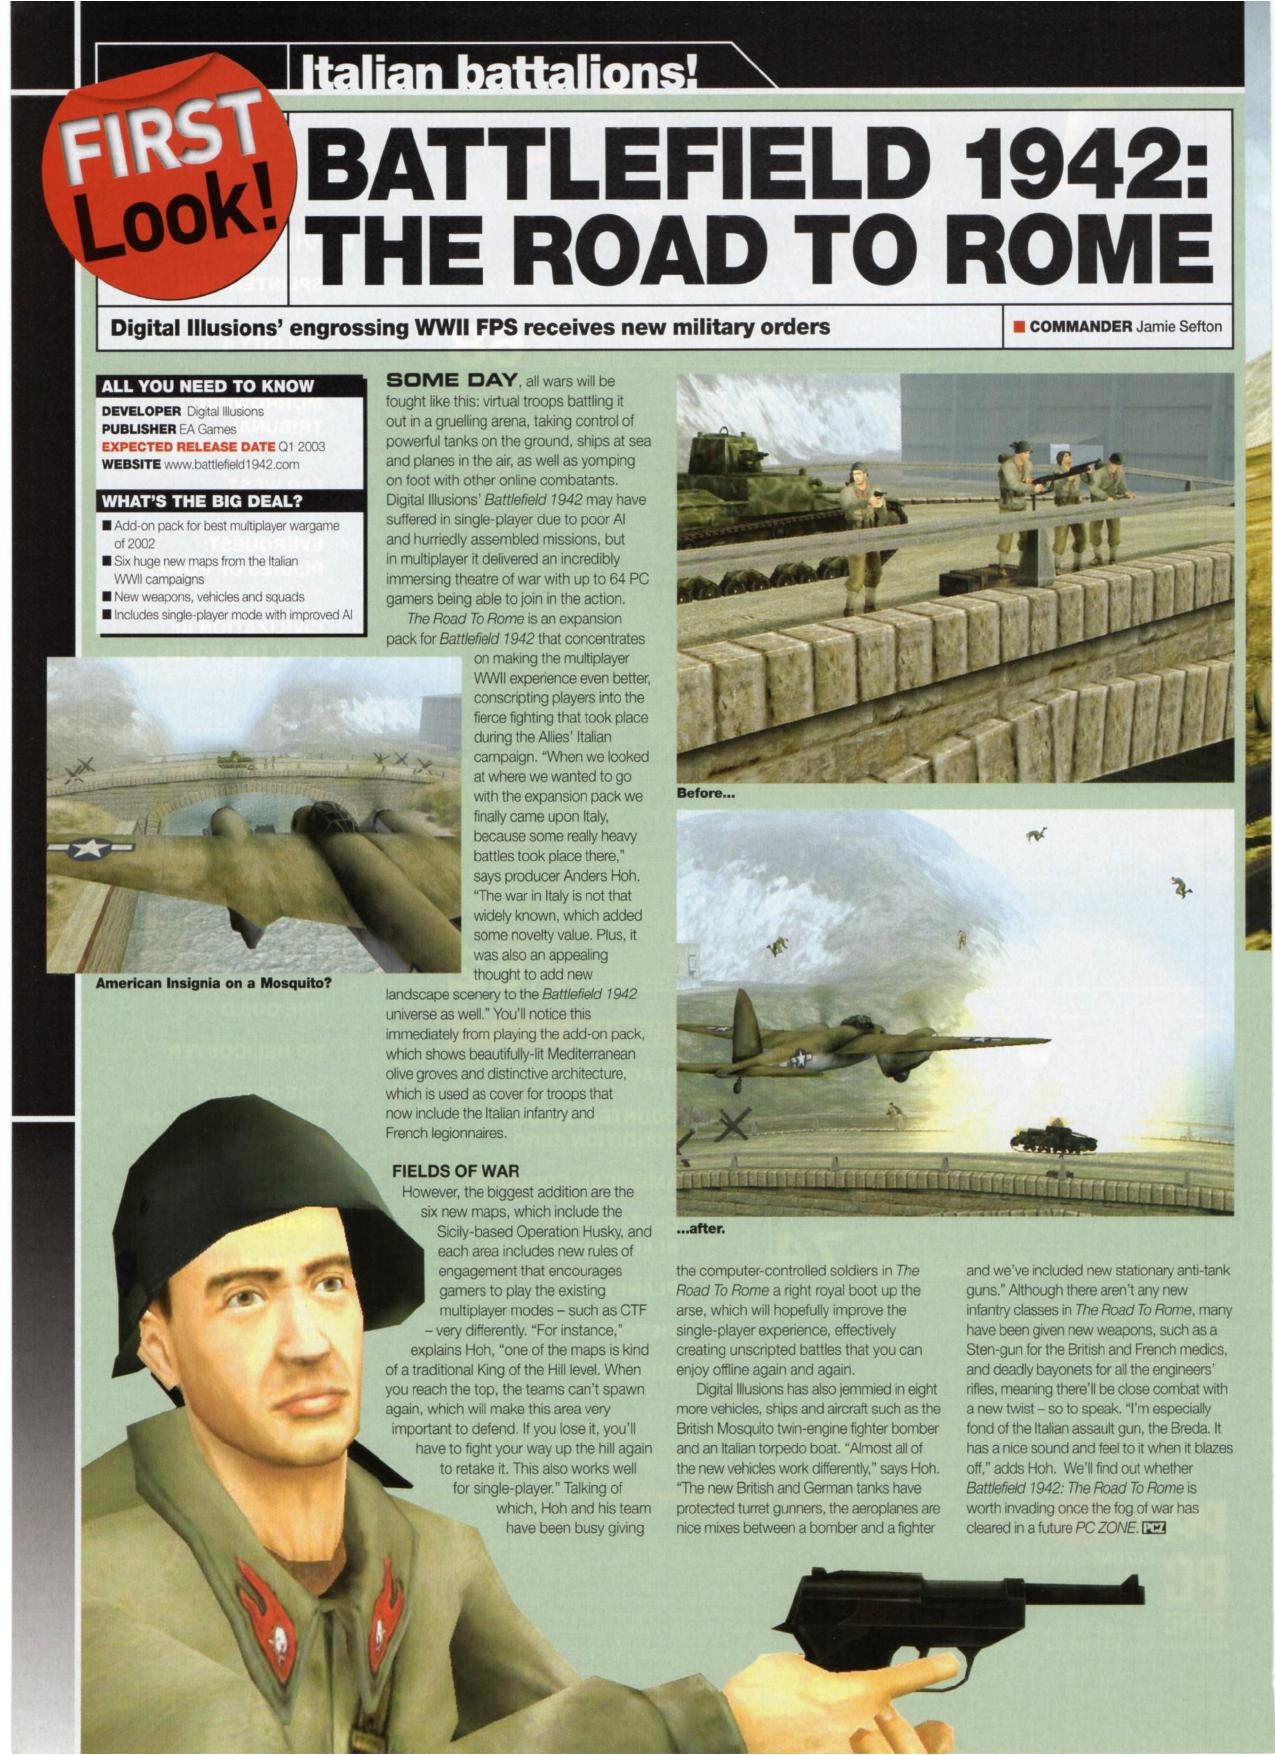 Italian battalions!
FIRST
Look!
BATTLEFIELD 1942:
THE ROAD TO ROME
Digital Illusions' engrossing WWII FPS receives new military orders
■ COMMANDER Jamie Sefton
ALL YOU NEED TO KNOW
DEVELOPER Digital Illusions
PUBLISHER EA Games
EXPECTED RELEASE DATE Q1 2003
WEBSITE www.battlefield1942.com
WHAT'S THE BIG DEAL?
■ Add-on pack for best multiplayer wargame
of 2002
■ Six huge new maps from the Italian
WWII campaigns
■ New weapons, vehicles and squads
■ Includes single-player mode with improved AI
American Insignia on a Mosquito?
SOME DAY, all wars will be
fought like this: virtual troops battling it
out in a gruelling arena, taking control of
powerful tanks on the ground, ships at sea
and planes in the air, as well as yomping
on foot with other online combatants.
Digital Illusions' Battlefield 1942 may have
suffered in single-player due to poor AI
and hurriedly assembled missions, but
in multiplayer it delivered an incredibly
immersing theatre of war with up to 64 PC
gamers being able to join in the action.
The Road To Rome is an expansion
pack for Battlefield 1942 that concentrates
on making the multiplayer
WWII experience even better,
conscripting players into the
fierce fighting that took place
during the Allies' Italian
campaign. "When we looked
at where we wanted to go
with the expansion pack we
finally came upon Italy,
because some really heavy
battles took place there,"
says producer Anders Hoh.
"The war in Italy is not that
widely known, which added
some novelty value. Plus, it
was also an appealing
thought to add new
landscape scenery to the Battlefield 1942
universe as well." You'll notice this
immediately from playing the add-on pack,
which shows beautifully-lit Mediterranean
olive groves and distinctive architecture,
which is used as cover for troops that
now include the Italian infantry and
French legionnaires.
FIELDS OF WAR
However, the biggest addition are the
six new maps, which include the
Sicily-based Operation Husky, and
each area includes new rules of
engagement that encourages
gamers to play the existing
multiplayer modes – such as CTF
– very differently. "For instance,"
explains Hoh, "one of the maps is kind
of a traditional King of the Hill level. When
you reach the top, the teams can't spawn
again, which will make this area very
important to defend. If you lose it, you'll
have to fight your way up the hill again
to retake it. This also works well
for single-player." Talking of
which, Hoh and his team
have been busy giving
Before...
...after.
the computer-controlled soldiers in The
Road To Rome a right royal boot up the
arse, which will hopefully improve the
single-player experience, effectively
creating unscripted battles that you can
enjoy offline again and again.
Digital Illusions has also jemmied in eight
more vehicles, ships and aircraft such as the
British Mosquito twin-engine fighter bomber
and an Italian torpedo boat. "Almost all of
the new vehicles work differently," says Hoh.
"The new British and German tanks have
protected turret gunners, the aeroplanes are
nice mixes between a bomber and a fighter
and we've included new stationary anti-tank
guns." Although there aren't any new
infantry classes in The Road To Rome, many
have been given new weapons, such as a
Sten-gun for the British and French medics,
and deadly bayonets for all the engineers'
rifles, meaning there'll be close combat with
a new twist – so to speak. "I'm especially
fond of the Italian assault gun, the Breda. It
has a nice sound and feel to it when it blazes
off," adds Hoh. We'll find out whether
Battlefield 1942: The Road To Rome is
worth invading once the fog of war has
cleared in a future PC ZONE. PCZ